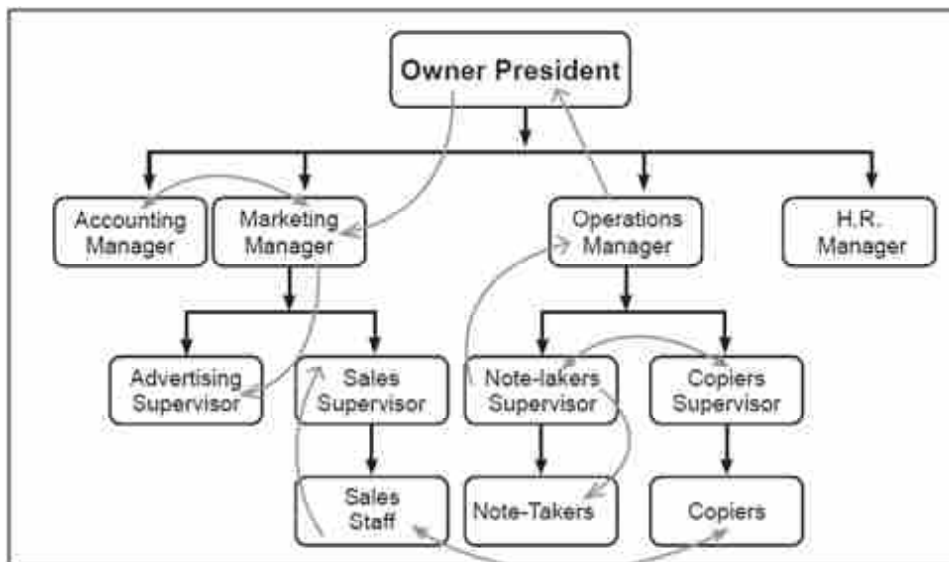 Owner President
Accounting
Manager
Marketing
Manager
Operations
Manager
H.R.
Manager
Advertising
Supervisor
Sales
Supervisor
Note-lakers
Supervisor
Copiers
Supervisor
Sales
Staff
Note-Takers
Copiers